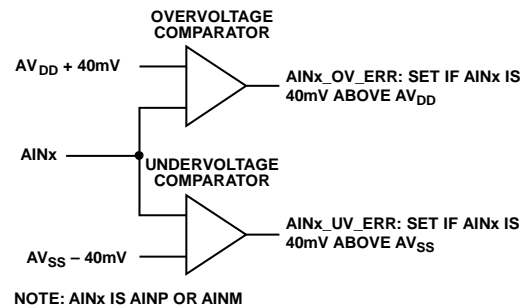 OVERVOLTAGE
COMPARATOR
AVDD + 40mV
AINx_OV_ERR: SET IF AINx IS
40mV ABOVE AVDD
AINx
UNDERVOLTAGE
COMPARATOR
AINx_UV_ERR: SET IF AINx IS
40mV ABOVE AVSS
AVSS – 40mV
NOTE: AINx IS AINP OR AINM